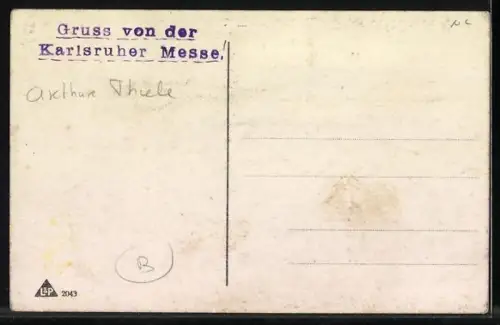 Gruss von der
Karlsruher Messe.
Arthur Thiele
B
L&P 2043